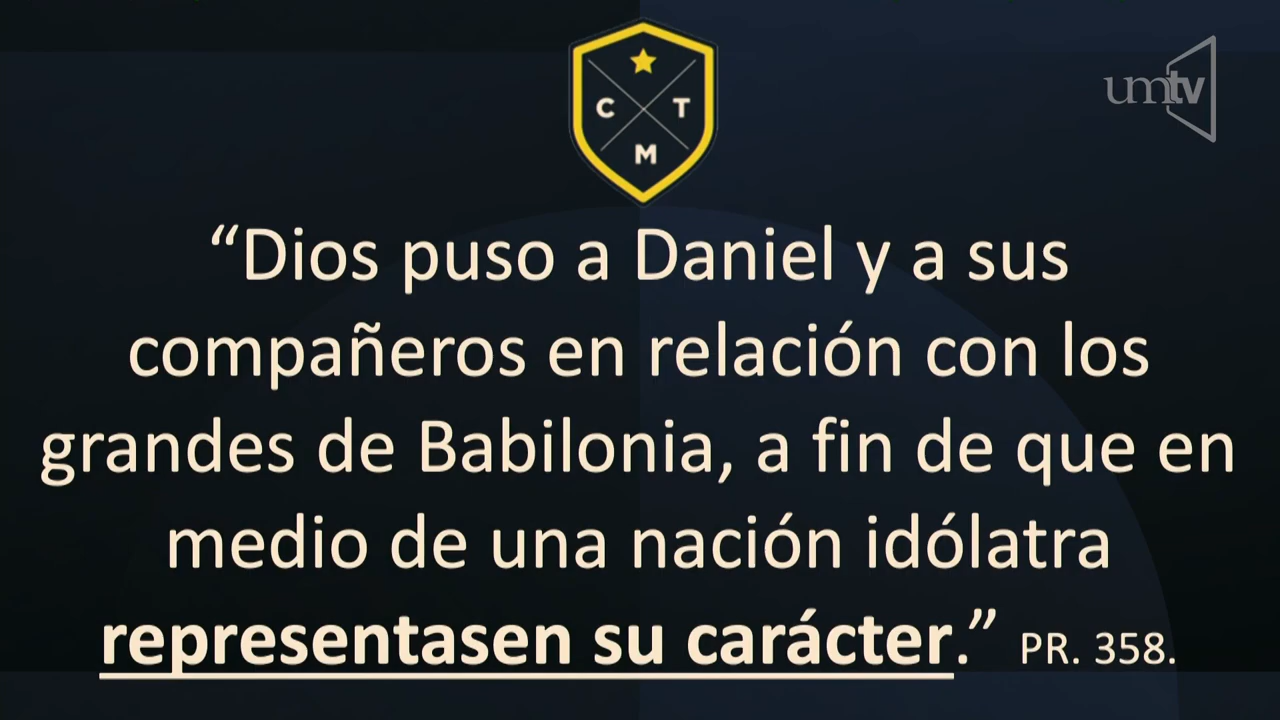 C T
M
umtv
“Dios puso a Daniel y a sus
compañeros en relación con los
grandes de Babilonia, a fin de que en
medio de una nación idólatra
representasen su carácter.” PR. 358.